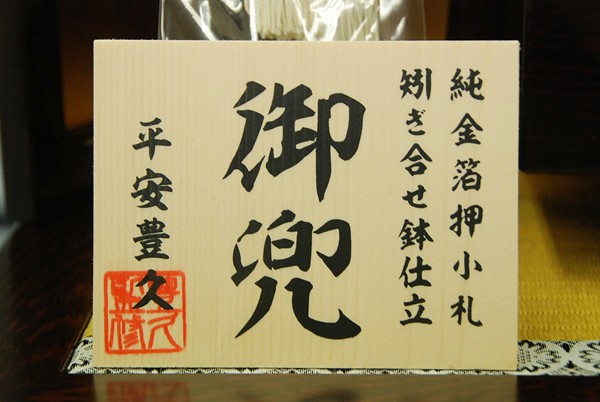 純金箔押小札
矧ぎ合せ鉢仕立
御兜
平安豊久